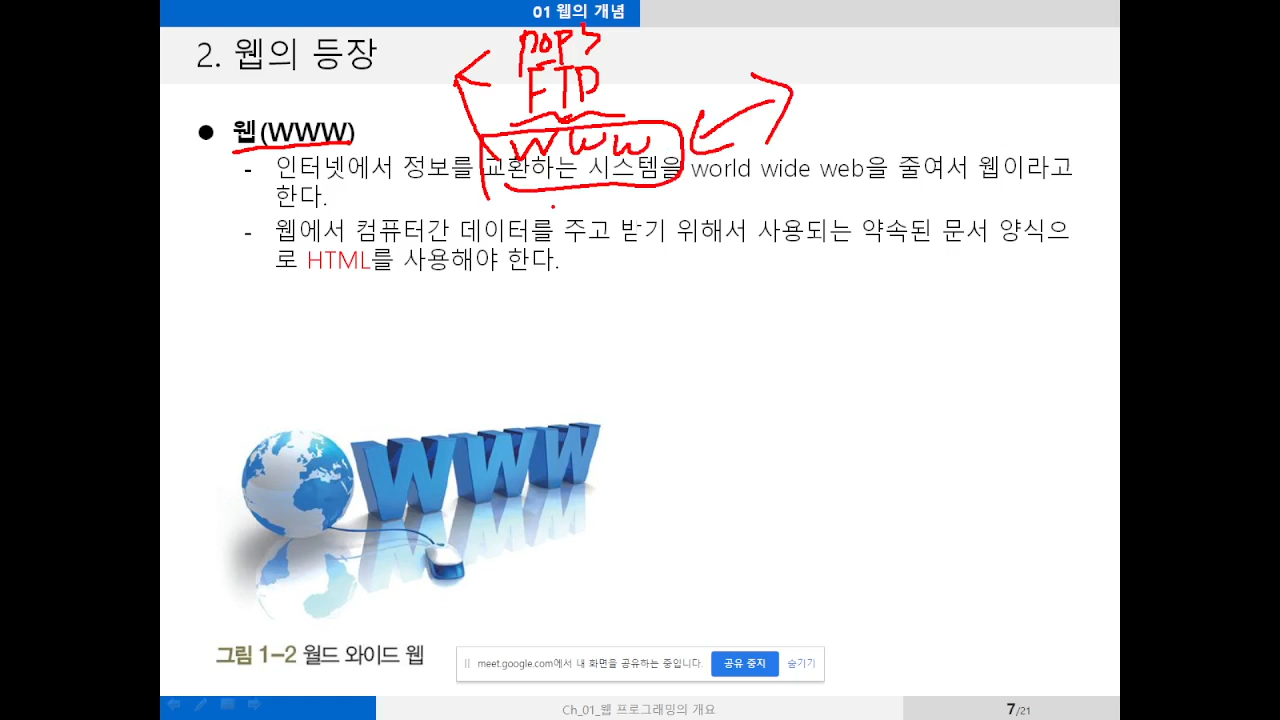 01 웹의 개념
2. 웹의 등장
pop3
FTP
www
● 웹(WWW)
- 인터넷에서 정보를 교환하는 시스템을 world wide web을 줄여서 웹이라고
한다.
- 웹에서 컴퓨터간 데이터를 주고 받기 위해서 사용되는 약속된 문서 양식으
로 HTML를 사용해야 한다.
WWW
그림 1-2 월드 와이드 웹
meet.google.com에서 내 화면을 공유하는 중입니다. 공유 중지 숨기기
Ch_01_웹 프로그래밍의 개요
7/21